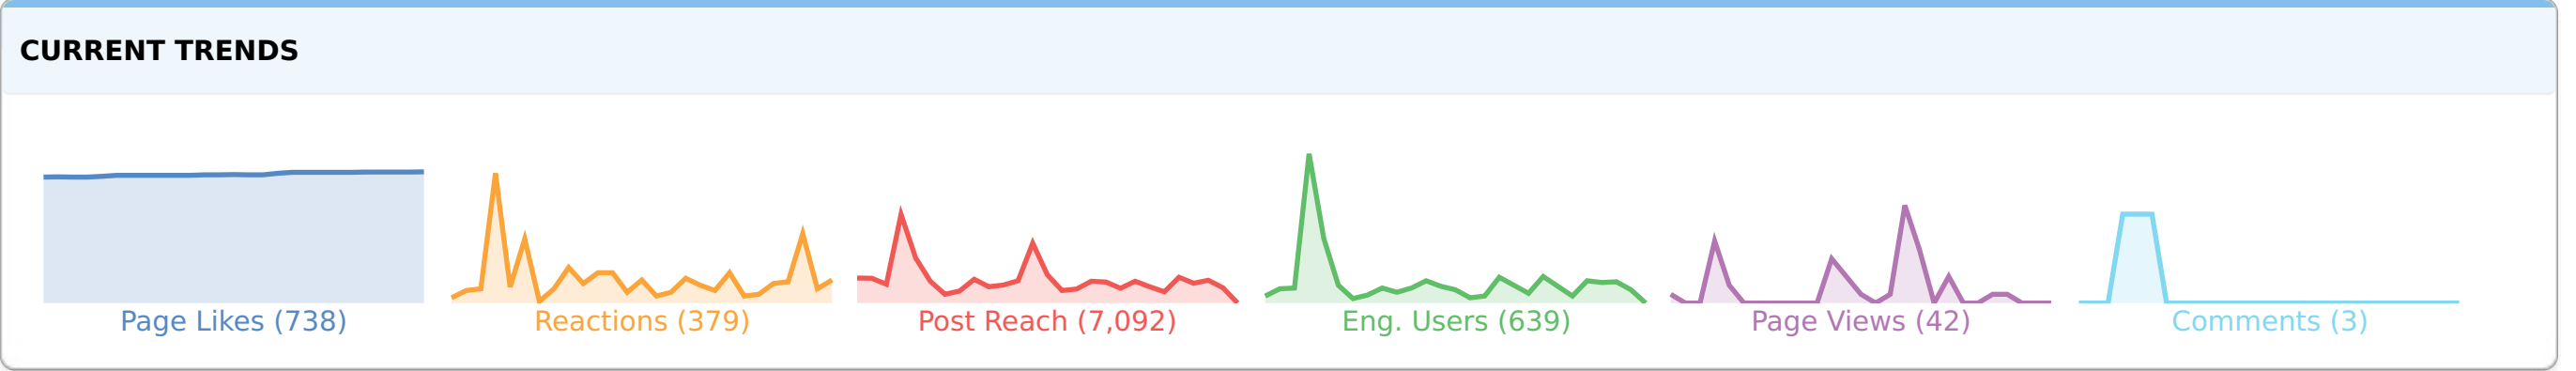 CURRENT TRENDS
Page Likes (738)
Reactions (379)
Post Reach (7,092)
Eng. Users (639)
Page Views (42)
Comments (3)